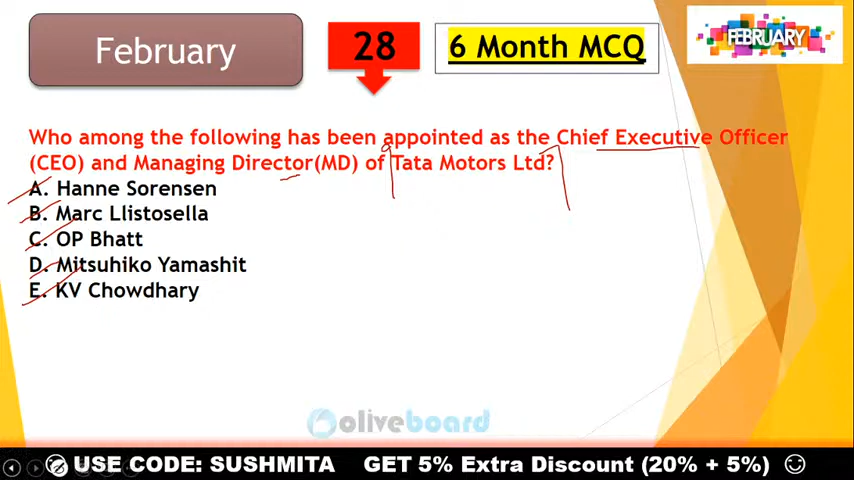 February
28
6 Month MCQ
FEBRUARY
Who among the following has been appointed as the Chief Executive Officer
(CEO) and Managing Director(MD) of Tata Motors Ltd?
A. Hanne Sorensen
B. Marc Llistosella
C. OP Bhatt
D. Mitsuhiko Yamashit
E. KV Chowdhary
oliveboard
USE CODE: SUSHMITA GET 5% Extra Discount (20% + 5%)